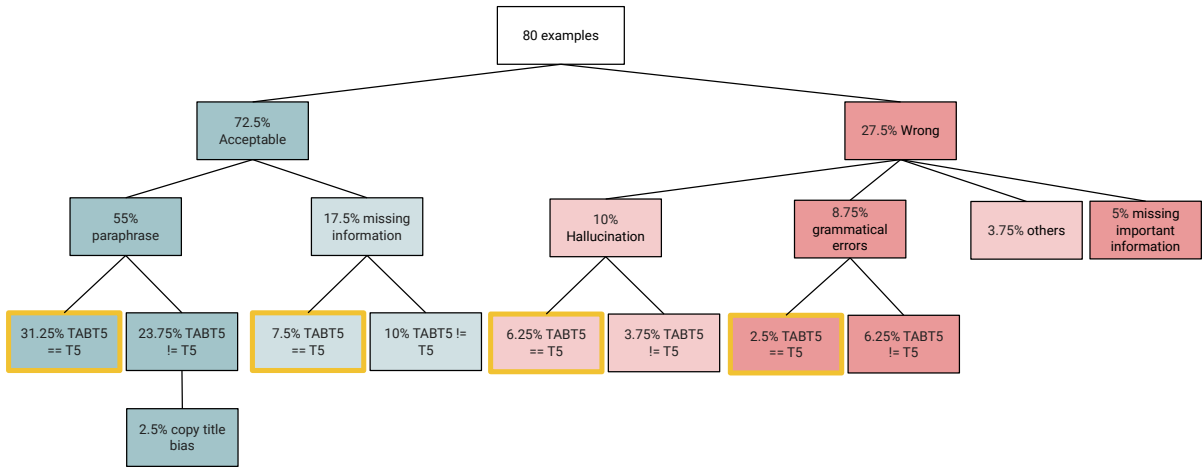 80 examples
72.5%
Acceptable
27.5% Wrong
55%
paraphrase
17.5% missing
information
10%
Hallucination
8.75%
grammatical
errors
3.75% others
5% missing
important
information
31.25% TABT5
== T5
23.75% TABT5
!= T5
7.5% TABT5
== T5
10% TABT5 !=
T5
6.25% TABT5
== T5
3.75% TABT5
!= T5
2.5% TABT5
== T5
6.25% TABT5
!= T5
2.5% copy title
bias